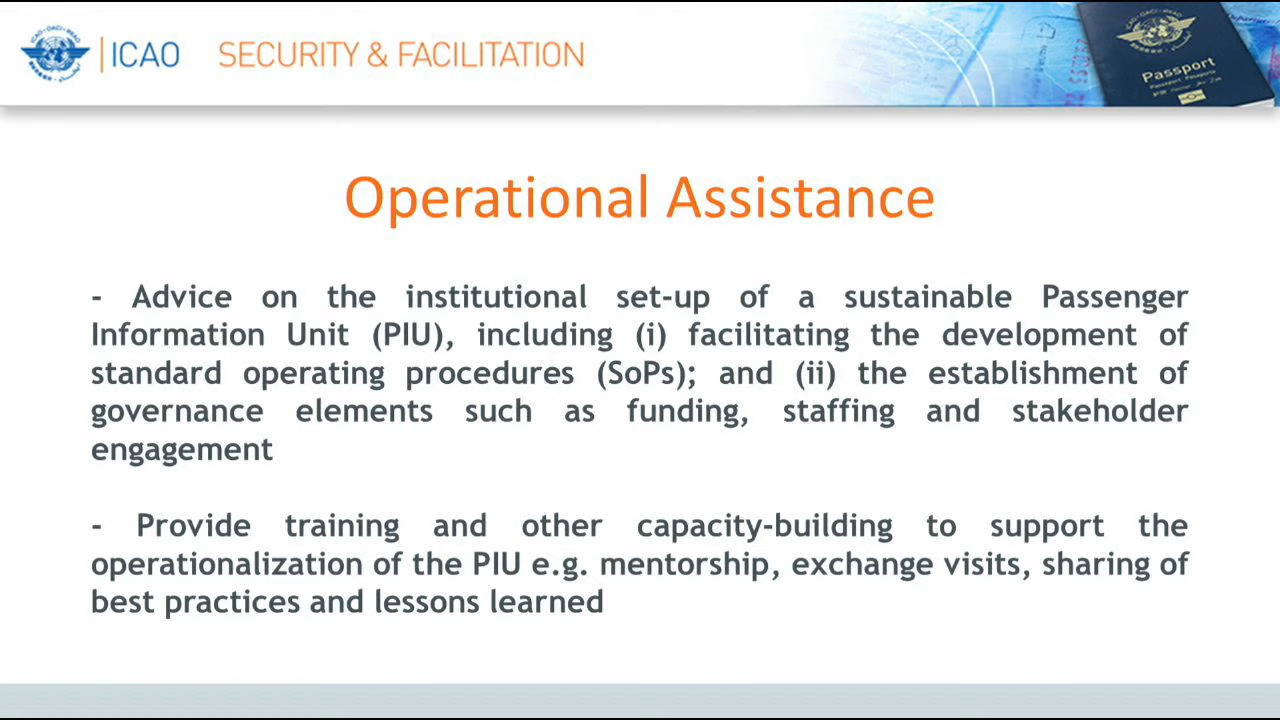 ICAO SECURITY & FACILITATION
Passport
Operational Assistance
- Advice on the institutional set-up of a sustainable Passenger
Information Unit (PIU), including (i) facilitating the development of
standard operating procedures (SoPs); and (ii) the establishment of
governance elements such as funding, staffing and stakeholder
engagement
- Provide training and other capacity-building to support the
operationalization of the PIU e.g. mentorship, exchange visits, sharing of
best practices and lessons learned